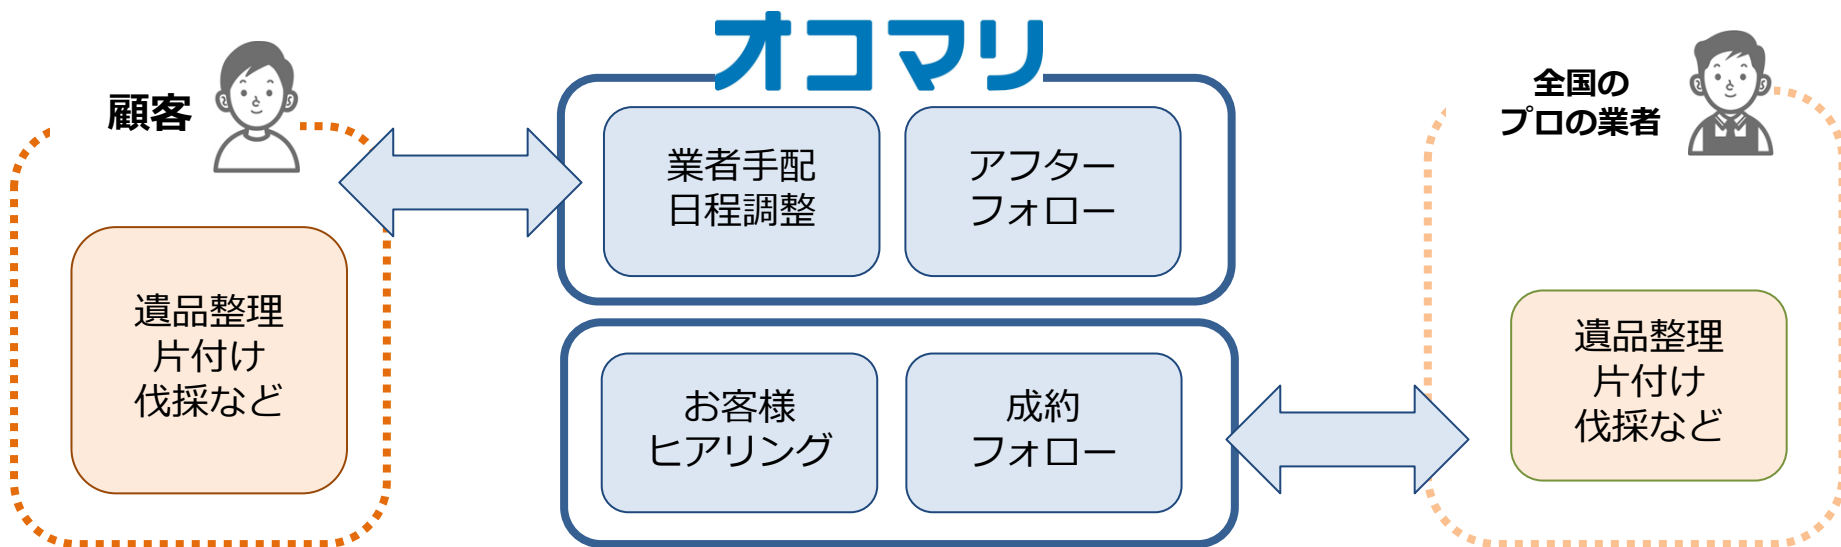 顧客
遺品整理
片付け
伐採など
オコマリ
業者手配
日程調整
アフター
フォロー
お客様
ヒアリング
成約
フォロー
全国の
プロの業者
遺品整理
片付け
伐採など